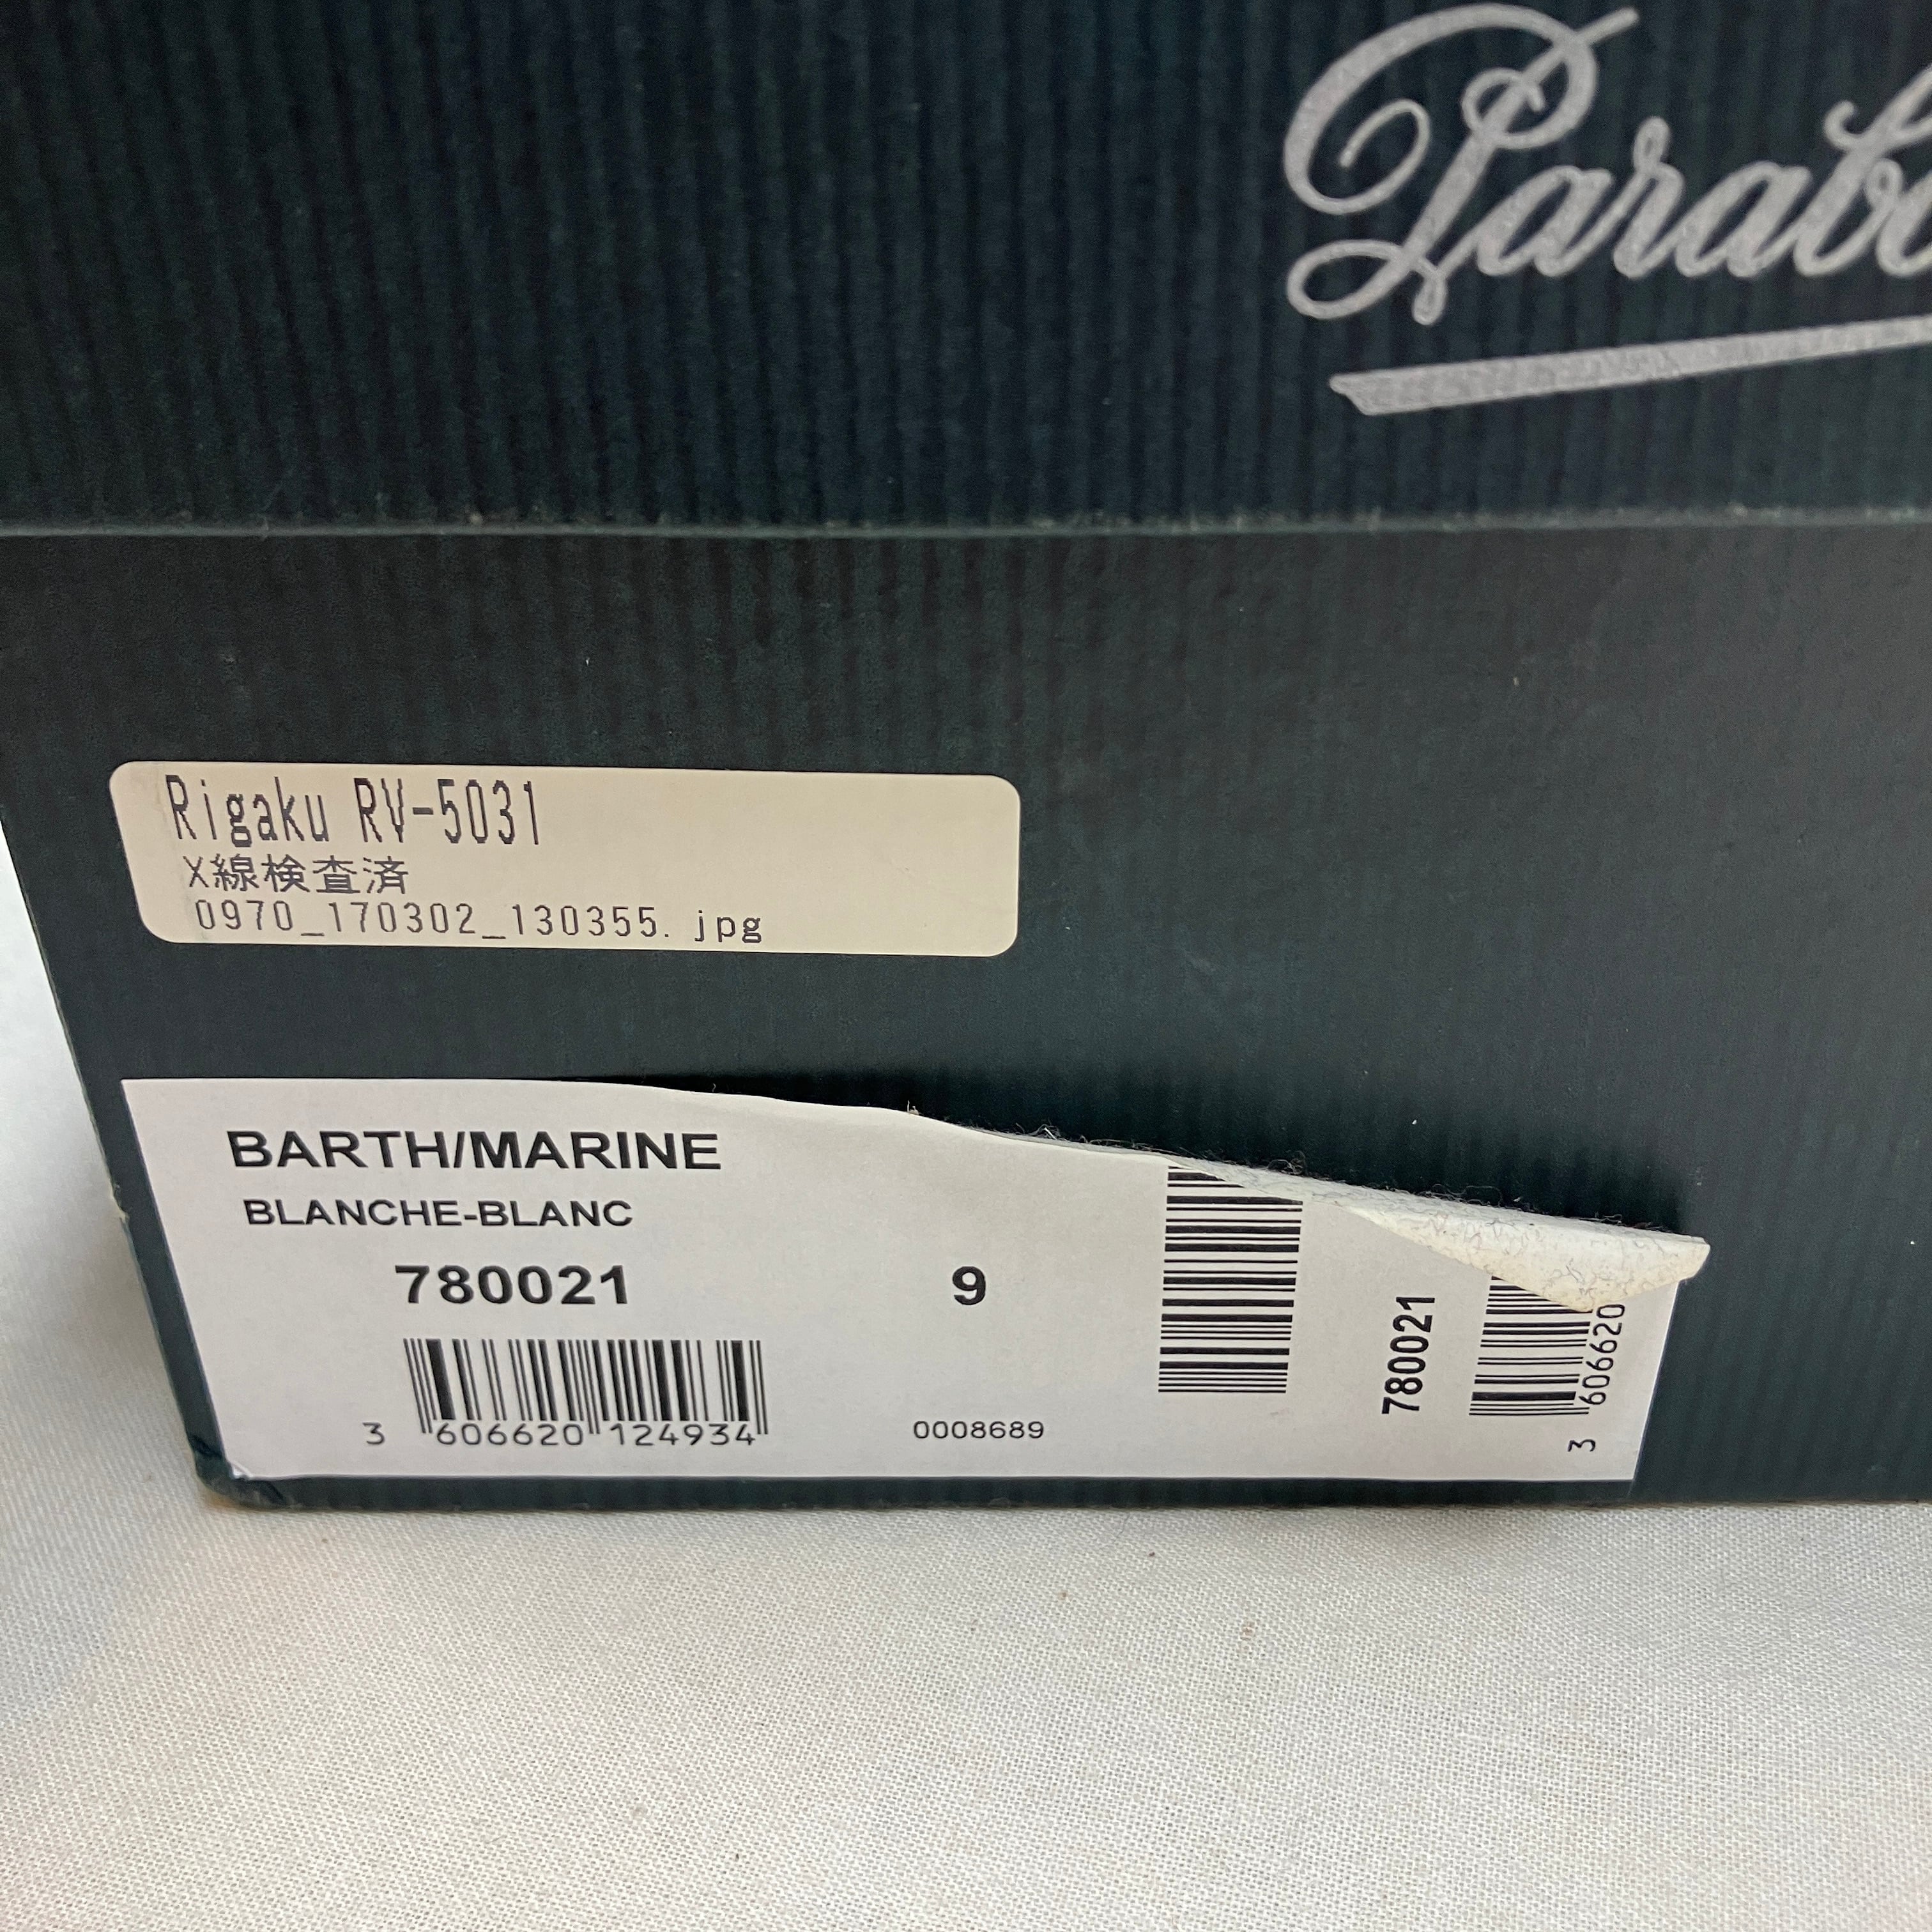 Rigaku RV-5031
X線検査済
0970_170302_130355.jpg
BARTH/MARINE
BLANCHE-BLANC
780021
9
3 606620 124934
0008689
780021
3 606620